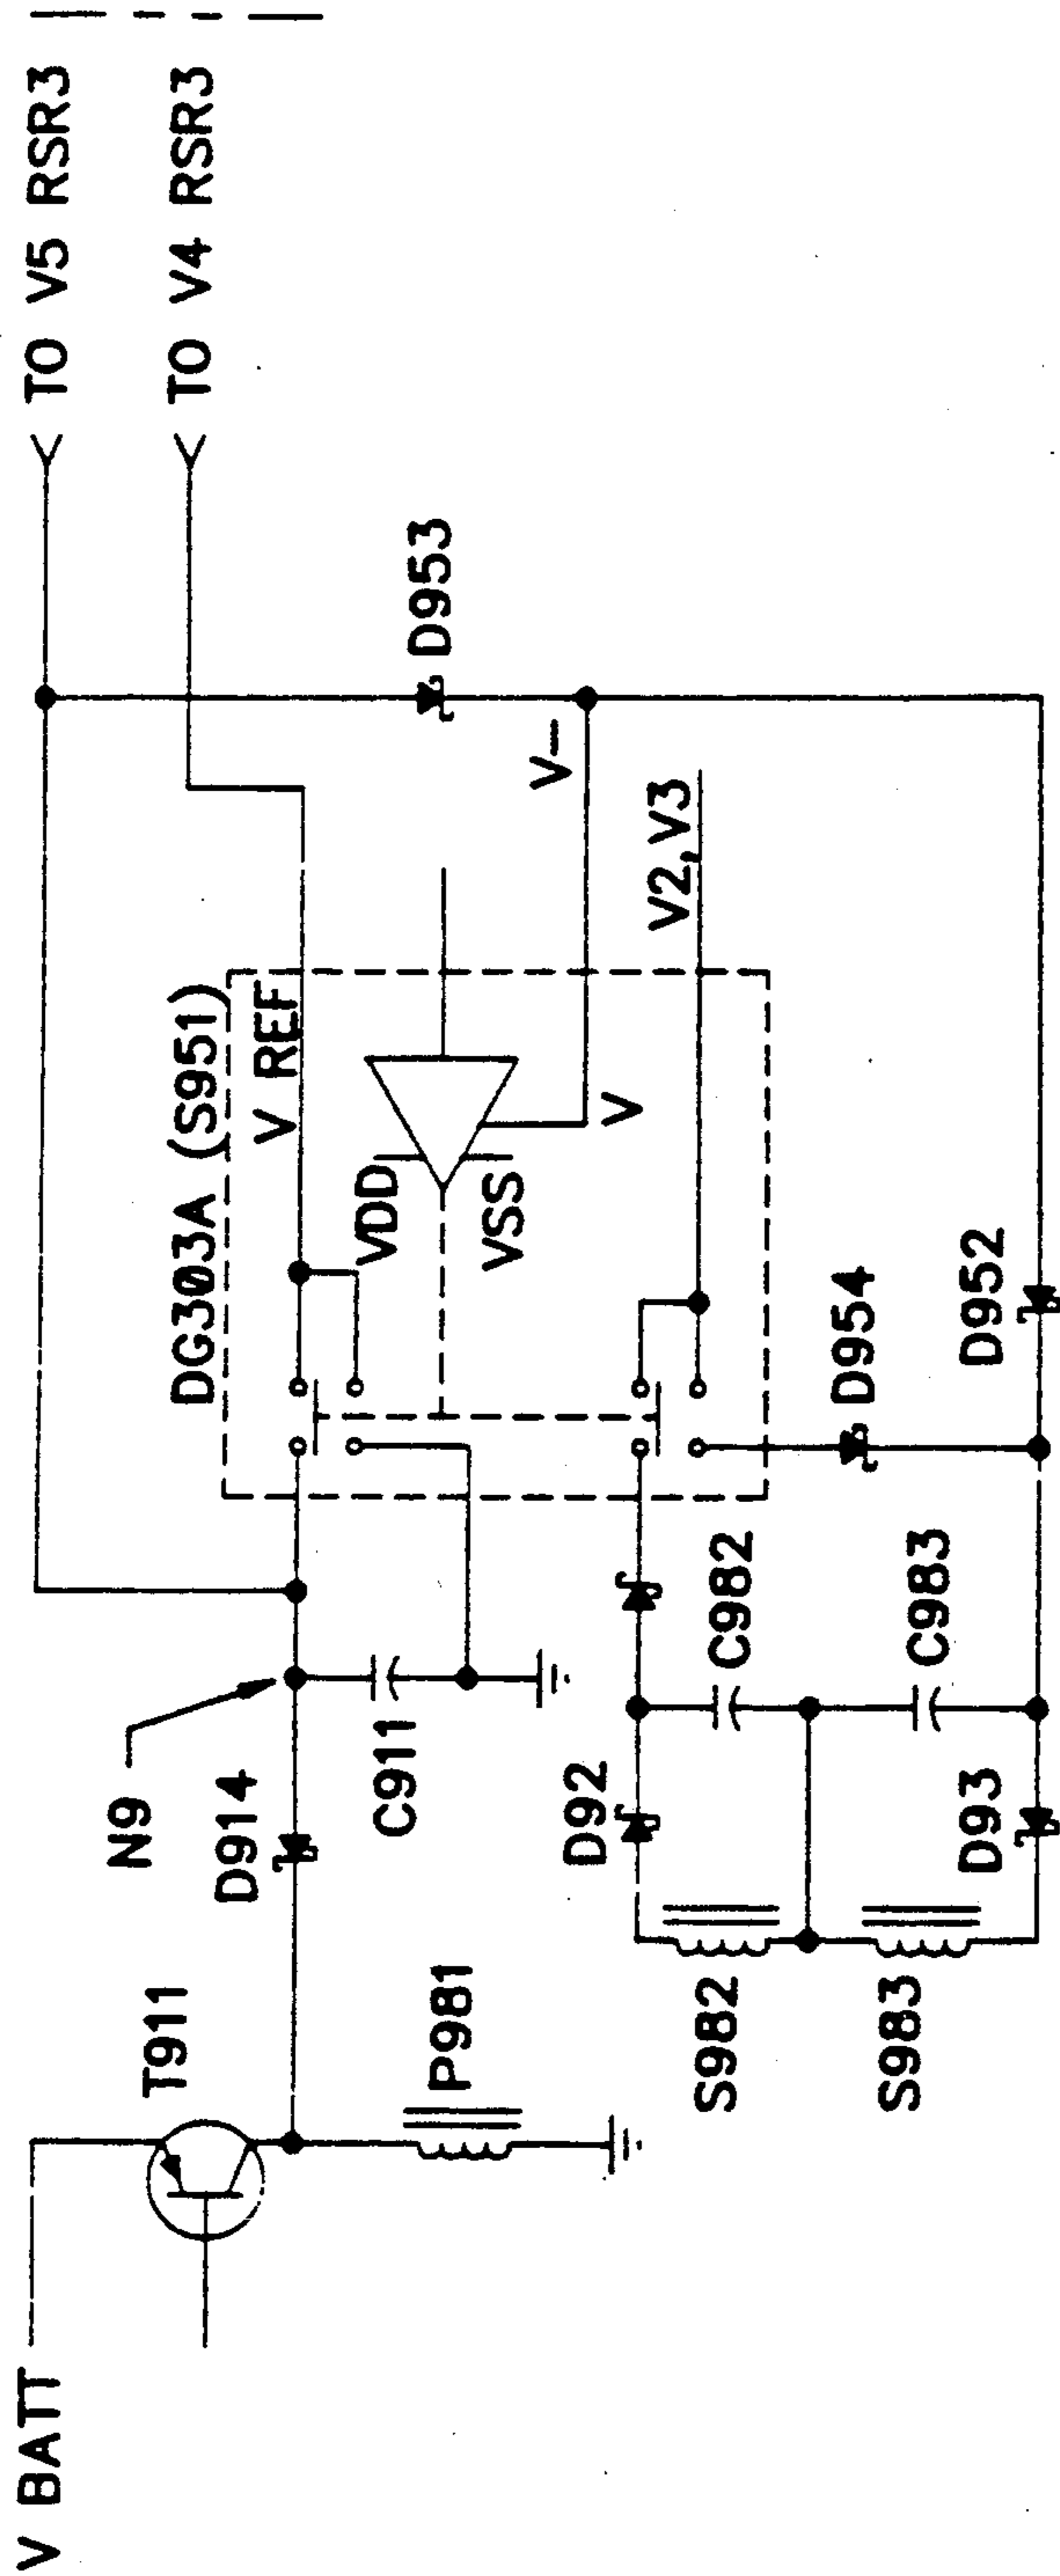 V BATT
T911
P981
N9
D914
C911
DG303A (S951)
V REF
VDD
VSS
V
V–
TO V5 RSR3
TO V4 RSR3
D953
V2,V3
S982
S983
D92
D93
C982
C983
D954
D952